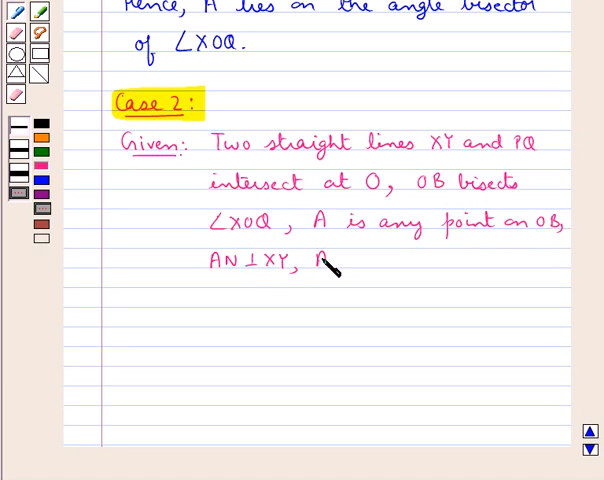 Hence, A lies on the angle bisector
of ∠XOQ.
Case 2:
Given: Two straight lines XY and PQ
intersect at O, OB bisects
∠XOQ, A is any point on OB,
AN ⊥ XY, A